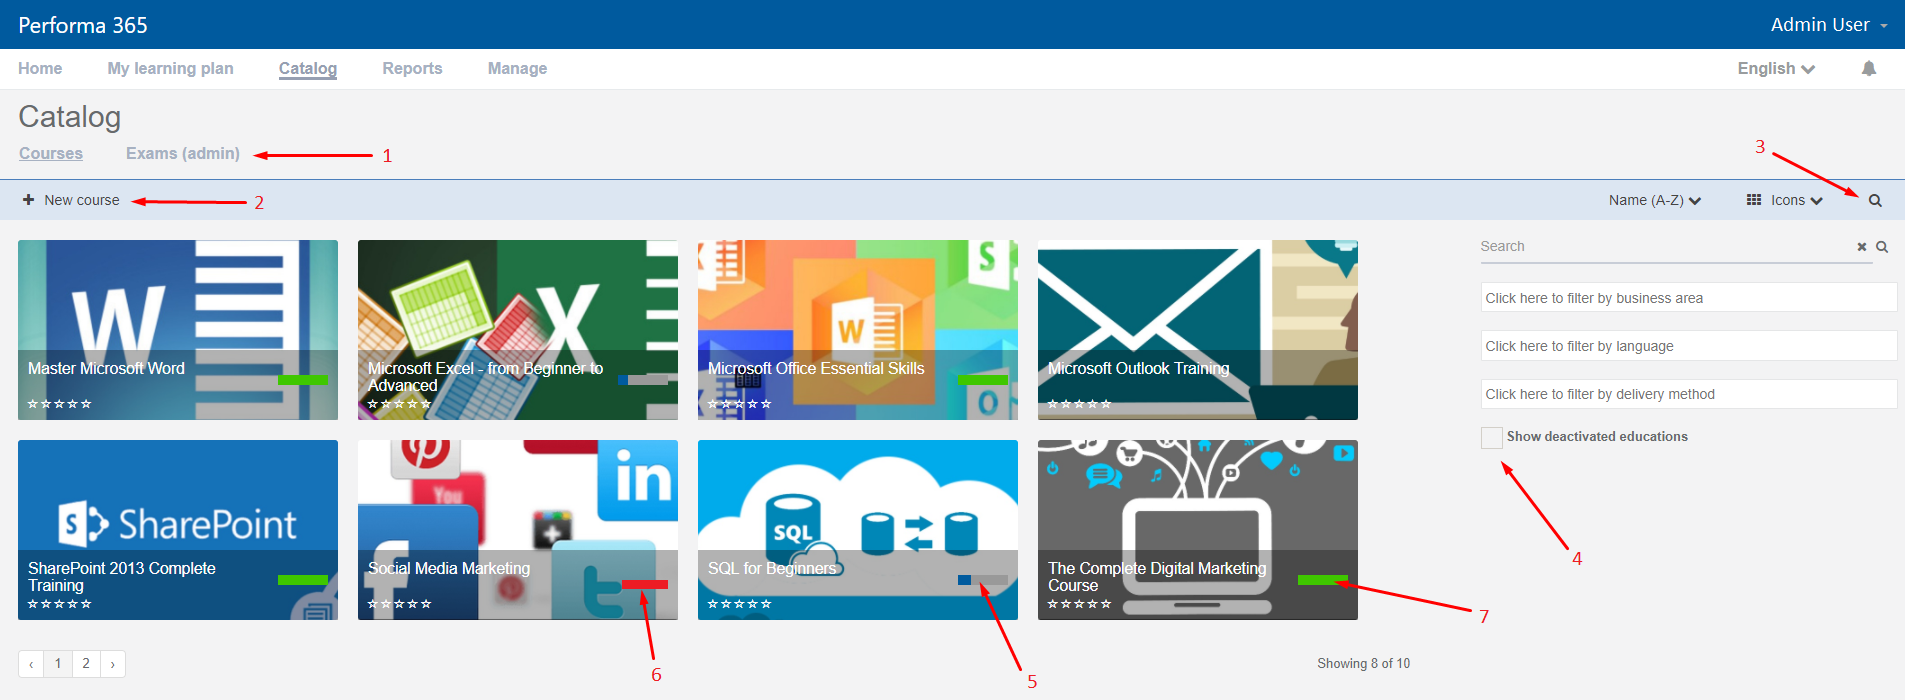 Performa 365
Admin User
Home My learning plan Catalog Reports Manage
English
Catalog
Courses Exams (admin)
1
3
+ New course
2
Name (A-Z) Icons
W
Master Microsoft Word
X
Microsoft Excel - from Beginner to
Advanced
S
W
O
Microsoft Office Essential Skills
Microsoft Outlook Training
Search
Click here to filter by business area
Click here to filter by language
Click here to filter by delivery method
Show deactivated educations
4
S SharePoint
SharePoint 2013 Complete
Training
You
in
f
Social Media Marketing
6
SQL
SQL for Beginners
5
The Complete Digital Marketing
Course
7
‹ 1 2 ›
Showing 8 of 10